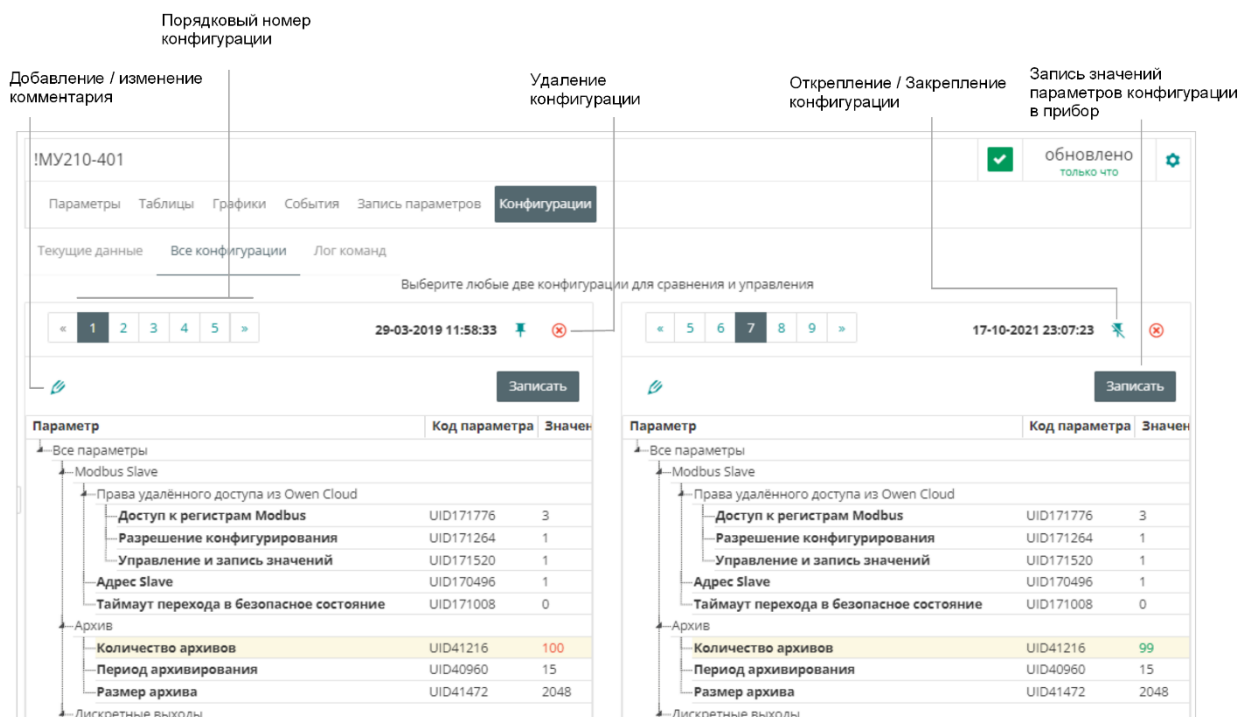 Порядковый номер
конфигурации
Добавление / изменение
комментария
Удаление
конфигурации
Открепление / Закрепление
конфигурации
Запись значений
параметров конфигурации
в прибор
!МУ210-401
обновлено
только что
Параметры Таблицы Графики События Запись параметров Конфигурации
Текущие данные Все конфигурации Лог команд
Выберите любые две конфигурации для сравнения и управления
« 1 2 3 4 5 » 29-03-2019 11:58:33
« 5 6 7 8 9 » 17-10-2021 23:07:23
Записать
Записать
Параметр Код параметра Значен
Все параметры
Modbus Slave
Права удалённого доступа из Owen Cloud
Доступ к регистрам Modbus UID171776 3
Разрешение конфигурирования UID171264 1
Управление и запись значений UID171520 1
Адрес Slave UID170496 1
Таймаут перехода в безопасное состояние UID171008 0
Архив
Количество архивов UID41216 100
Период архивирования UID40960 15
Размер архива UID41472 2048
Дискретные выходы
Параметр Код параметра Значен
Все параметры
Modbus Slave
Права удалённого доступа из Owen Cloud
Доступ к регистрам Modbus UID171776 3
Разрешение конфигурирования UID171264 1
Управление и запись значений UID171520 1
Адрес Slave UID170496 1
Таймаут перехода в безопасное состояние UID171008 0
Архив
Количество архивов UID41216 99
Период архивирования UID40960 15
Размер архива UID41472 2048
Дискретные выходы